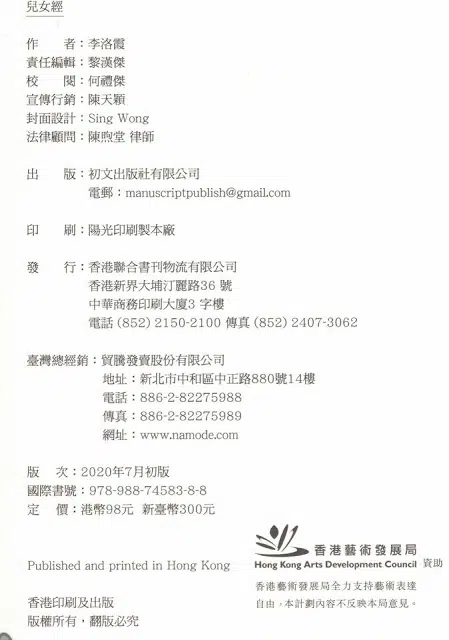 兒女經
作　　者：李洛霞
責任編輯：黎漢傑
校　　閱：何禮傑
宣傳行銷：陳天穎
封面設計：Sing Wong
法律顧問：陳煦堂 律師
出　　版：初文出版社有限公司
電郵：manuscriptpublish@gmail.com
印　　刷：陽光印刷製本廠
發　　行：香港聯合書刊物流有限公司
香港新界大埔汀麗路36 號
中華商務印刷大廈3 字樓
電話 (852) 2150-2100 傳真 (852) 2407-3062
臺灣總經銷：貿騰發賣股份有限公司
地址：新北市中和區中正路880號14樓
電話：886-2-82275988
傳真：886-2-82275989
網址：www.namode.com
版　　次：2020年7月初版
國際書號：978-988-74583-8-8
定　　價：港幣98元　新臺幣300元
Published and printed in Hong Kong
香港印刷及出版
版權所有，翻版必究
香港藝術發展局
Hong Kong Arts Development Council 資助
香港藝術發展局全力支持藝術表達
自由，本計劃內容不反映本局意見。